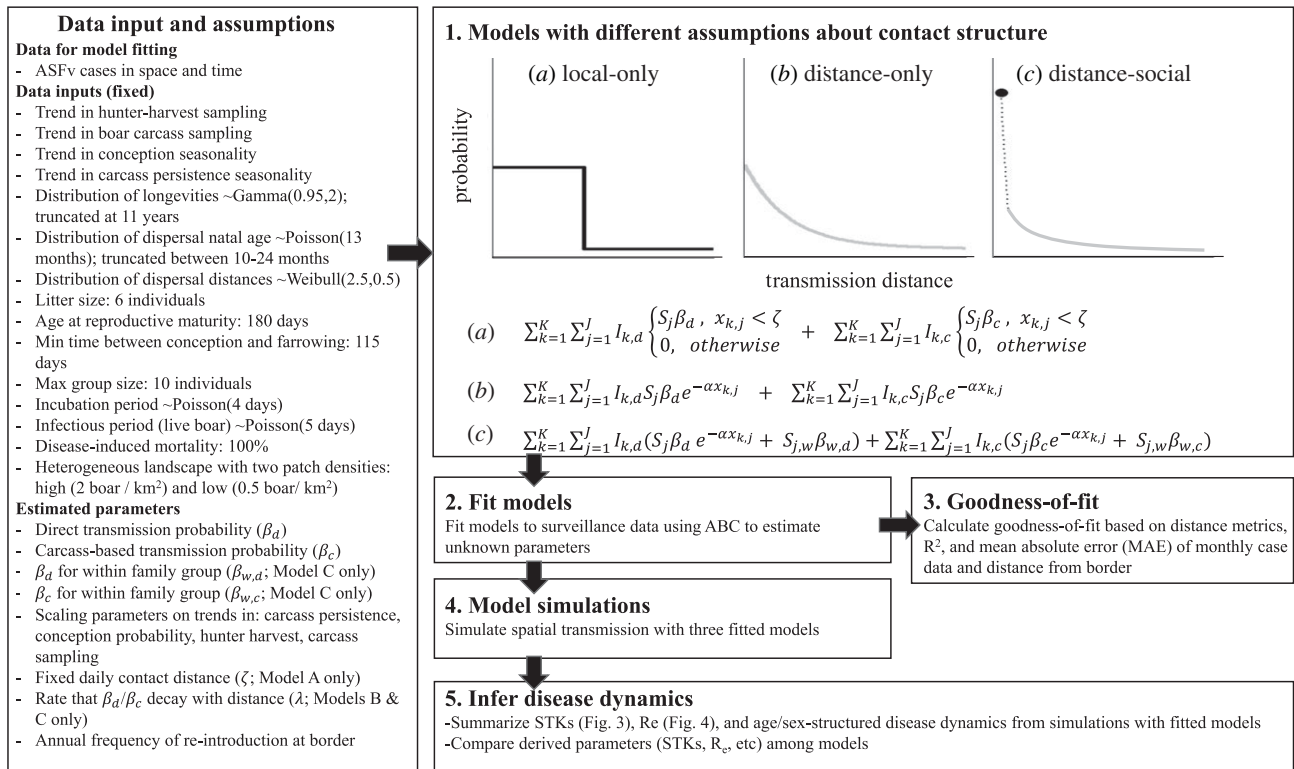 Data input and assumptions
Data for model fitting
- ASFv cases in space and time
Data inputs (fixed)
- Trend in hunter-harvest sampling
- Trend in boar carcass sampling
- Trend in conception seasonality
- Trend in carcass persistence seasonality
- Distribution of longevities ~Gamma(0.95,2);
truncated at 11 years
- Distribution of dispersal natal age ~Poisson(13
months); truncated between 10-24 months
- Distribution of dispersal distances ~Weibull(2.5,0.5)
- Litter size: 6 individuals
- Age at reproductive maturity: 180 days
- Min time between conception and farrowing: 115
days
- Max group size: 10 individuals
- Incubation period ~Poisson(4 days)
- Infectious period (live boar) ~Poisson(5 days)
- Disease-induced mortality: 100%
- Heterogeneous landscape with two patch densities:
high (2 boar / km²) and low (0.5 boar/ km²)
Estimated parameters
- Direct transmission probability (β_d)
- Carcass-based transmission probability (β_c)
- β_d for within family group (β_{w,d}; Model C only)
- β_c for within family group (β_{w,c}; Model C only)
- Scaling parameters on trends in: carcass persistence,
conception probability, hunter harvest, carcass
sampling
- Fixed daily contact distance (ζ; Model A only)
- Rate that β_d/β_c decay with distance (λ; Models B &
C only)
- Annual frequency of re-introduction at border
1. Models with different assumptions about contact structure
(a) local-only
(b) distance-only
(c) distance-social
probability
transmission distance
(a) ∑_{k=1}^{K} ∑_{j=1}^{J} I_{k,d} {S_jβ_d , x_{k,j} < ζ + ∑_{k=1}^{K} ∑_{j=1}^{J} I_{k,c} {S_jβ_c , x_{k,j} < ζ
0, otherwise 0, otherwise
(b) ∑_{k=1}^{K} ∑_{j=1}^{J} I_{k,d} S_jβ_d e^{-αx_{k,j}} + ∑_{k=1}^{K} ∑_{j=1}^{J} I_{k,c} S_jβ_c e^{-αx_{k,j}}
(c) ∑_{k=1}^{K} ∑_{j=1}^{J} I_{k,d} (S_jβ_d e^{-αx_{k,j}} + S_{j,w}β_{w,d}) + ∑_{k=1}^{K} ∑_{j=1}^{J} I_{k,c} (S_jβ_c e^{-αx_{k,j}} + S_{j,w}β_{w,c})
2. Fit models
Fit models to surveillance data using ABC to estimate
unknown parameters
3. Goodness-of-fit
Calculate goodness-of-fit based on distance metrics,
R², and mean absolute error (MAE) of monthly case
data and distance from border
4. Model simulations
Simulate spatial transmission with three fitted models
5. Infer disease dynamics
-Summarize STKs (Fig. 3), Re (Fig. 4), and age/sex-structured disease dynamics from simulations with fitted models
-Compare derived parameters (STKs, R_e, etc) among models